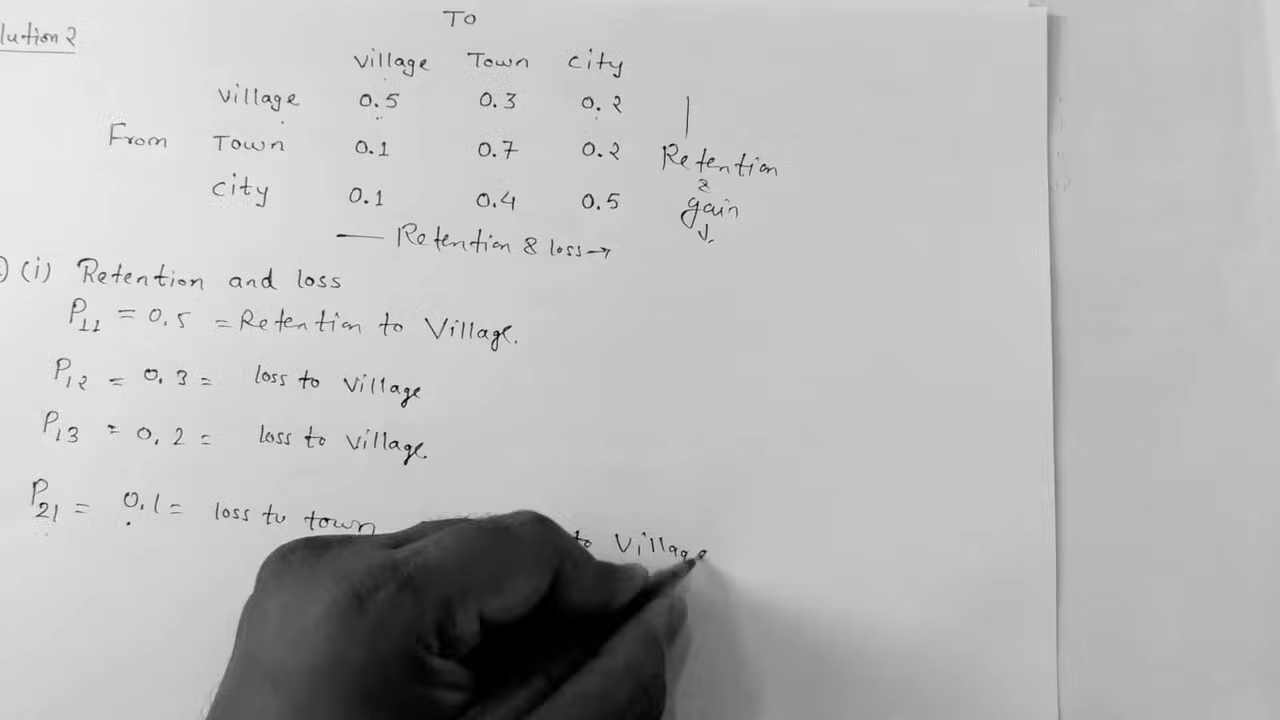 lution 2
To
village Town city
village 0.5 0.3 0.2
From Town 0.1 0.7 0.2 Retention
city 0.1 0.4 0.5 & gain ↓
— Retention & loss →
) (i) Retention and loss
P11 = 0.5 = Retention to Village.
P12 = 0.3 = loss to village
P13 = 0.2 = loss to village.
P21 = 0.1 = loss to town to Village